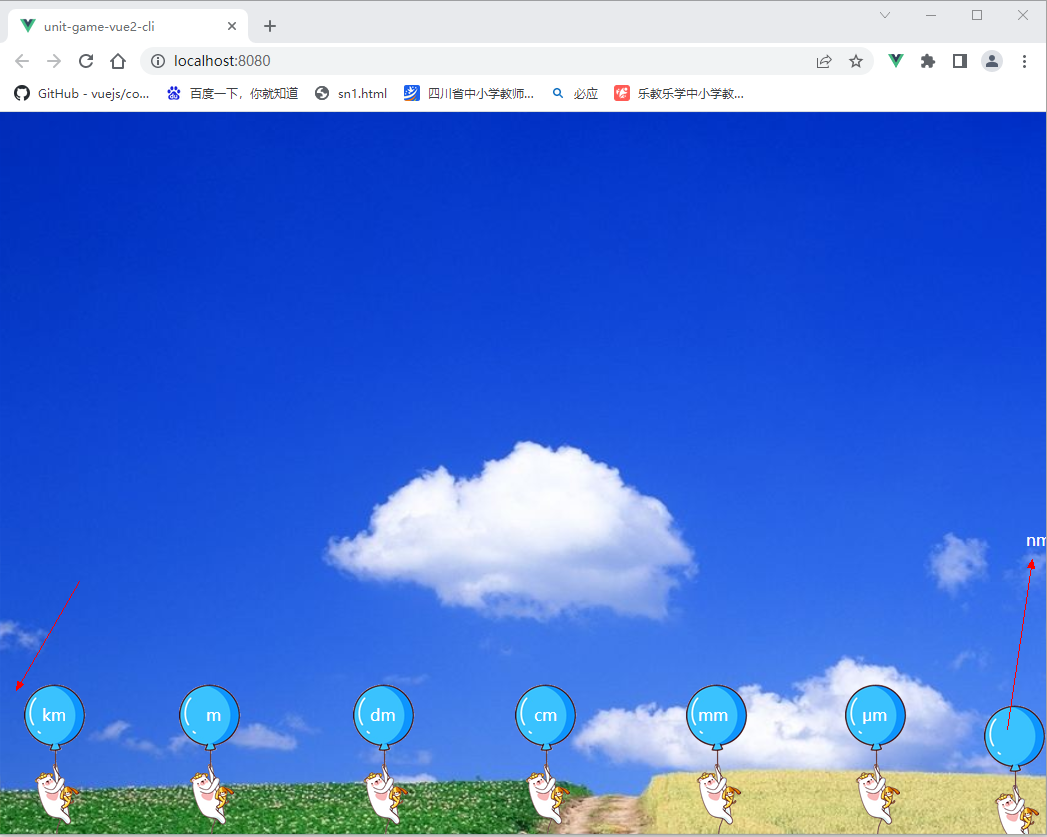 unit-game-vue2-cli
localhost:8080
GitHub - vuejs/co... 百度一下，你就知道 sn1.html 四川省中小学教师... 必应 乐教乐学中小学教...
nm
km m dm cm mm μm